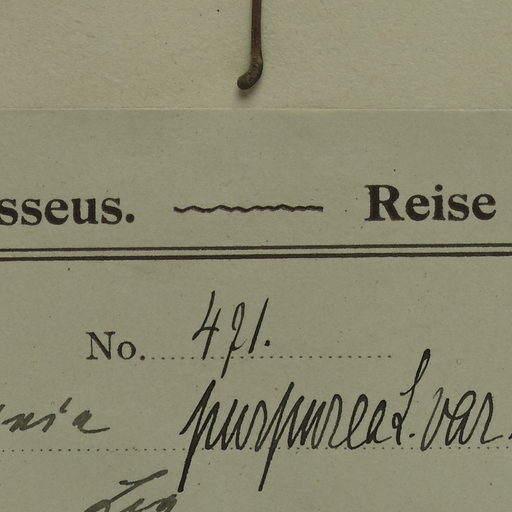 sseus. Reise
No. 471.
purpurea L. var.